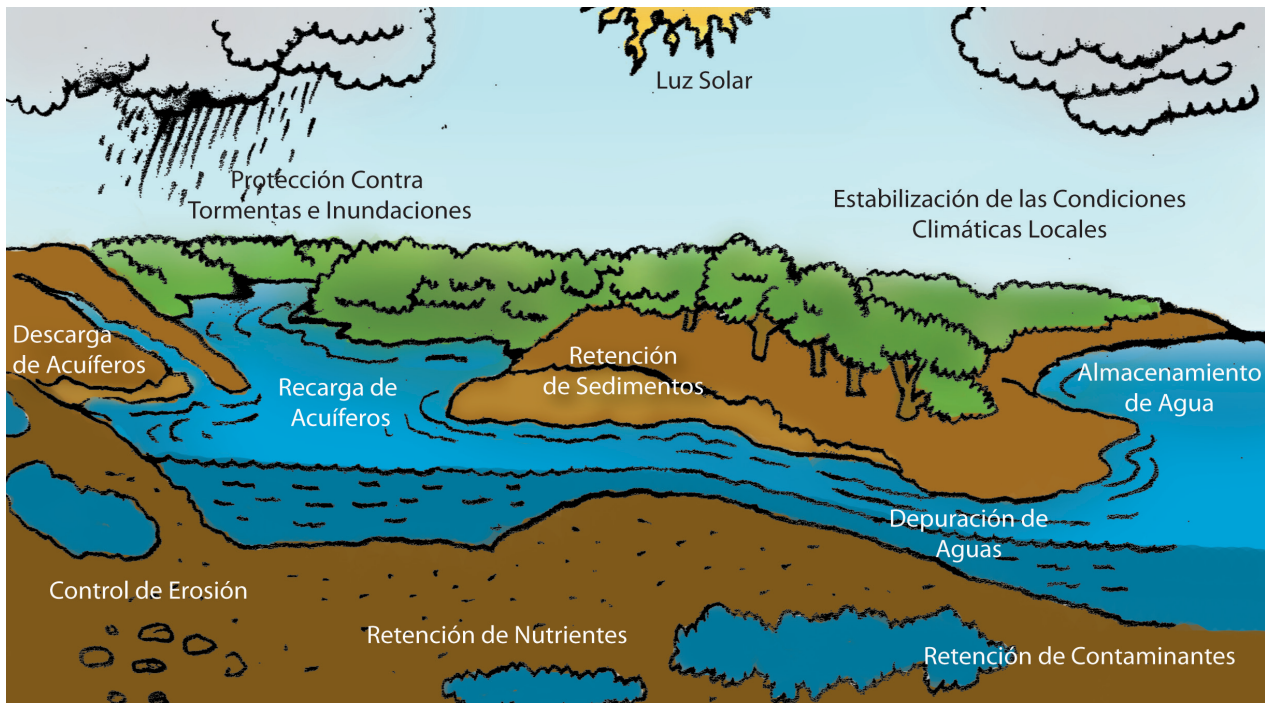 Luz Solar
Protección Contra
Tormentas e Inundaciones
Estabilización de las Condiciones
Climáticas Locales
Descarga
de Acuíferos
Recarga de
Acuíferos
Retención
de Sedimentos
Almacenamiento
de Agua
Depuración de
Aguas
Control de Erosión
Retención de Nutrientes
Retención de Contaminantes